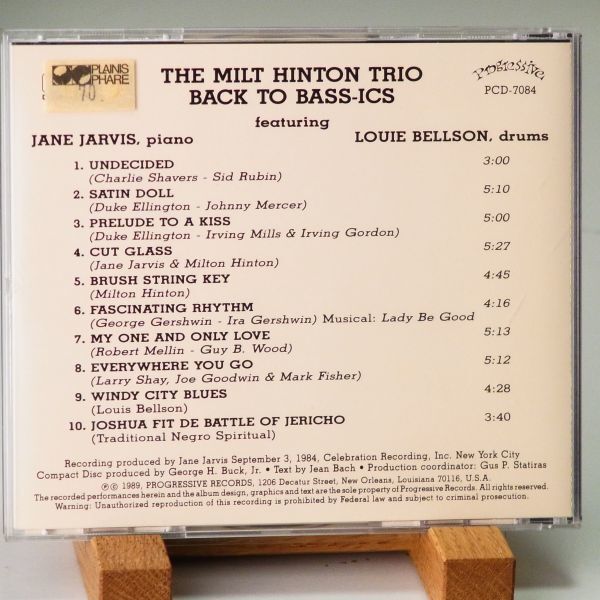 PLAINIS
PHARE
70.
THE MILT HINTON TRIO
BACK TO BASS-ICS
Progressive
PCD-7084
featuring
JANE JARVIS, piano
LOUIE BELLSON, drums
1. UNDECIDED 3:00
(Charlie Shavers - Sid Rubin)
2. SATIN DOLL 5:10
(Duke Ellington - Johnny Mercer)
3. PRELUDE TO A KISS 5:00
(Duke Ellington - Irving Mills & Irving Gordon)
4. CUT GLASS 5:27
(Jane Jarvis & Milton Hinton)
5. BRUSH STRING KEY 4:45
(Milton Hinton)
6. FASCINATING RHYTHM 4:16
(George Gershwin - Ira Gershwin) Musical: Lady Be Good
7. MY ONE AND ONLY LOVE 5:13
(Robert Mellin - Guy B. Wood)
8. EVERYWHERE YOU GO 5:12
(Larry Shay, Joe Goodwin & Mark Fisher)
9. WINDY CITY BLUES 4:28
(Louis Bellson)
10. JOSHUA FIT DE BATTLE OF JERICHO 3:40
(Traditional Negro Spiritual)
Recording produced by Jane Jarvis September 3, 1984, Celebration Recording, Inc. New York City
Compact Disc produced by George H. Buck, Jr. • Text by Jean Bach • Production coordinator: Gus P. Statiras
℗ © 1989, PROGRESSIVE RECORDS, 1206 Decatur Street, New Orleans, Louisiana 70116, U.S.A.
The recorded performances herein and the album design, graphics and text are the sole property of Progressive Records. All rights reserved.
Warning: Unauthorized reproduction of this recording is prohibited by Federal law and subject to criminal prosecution.